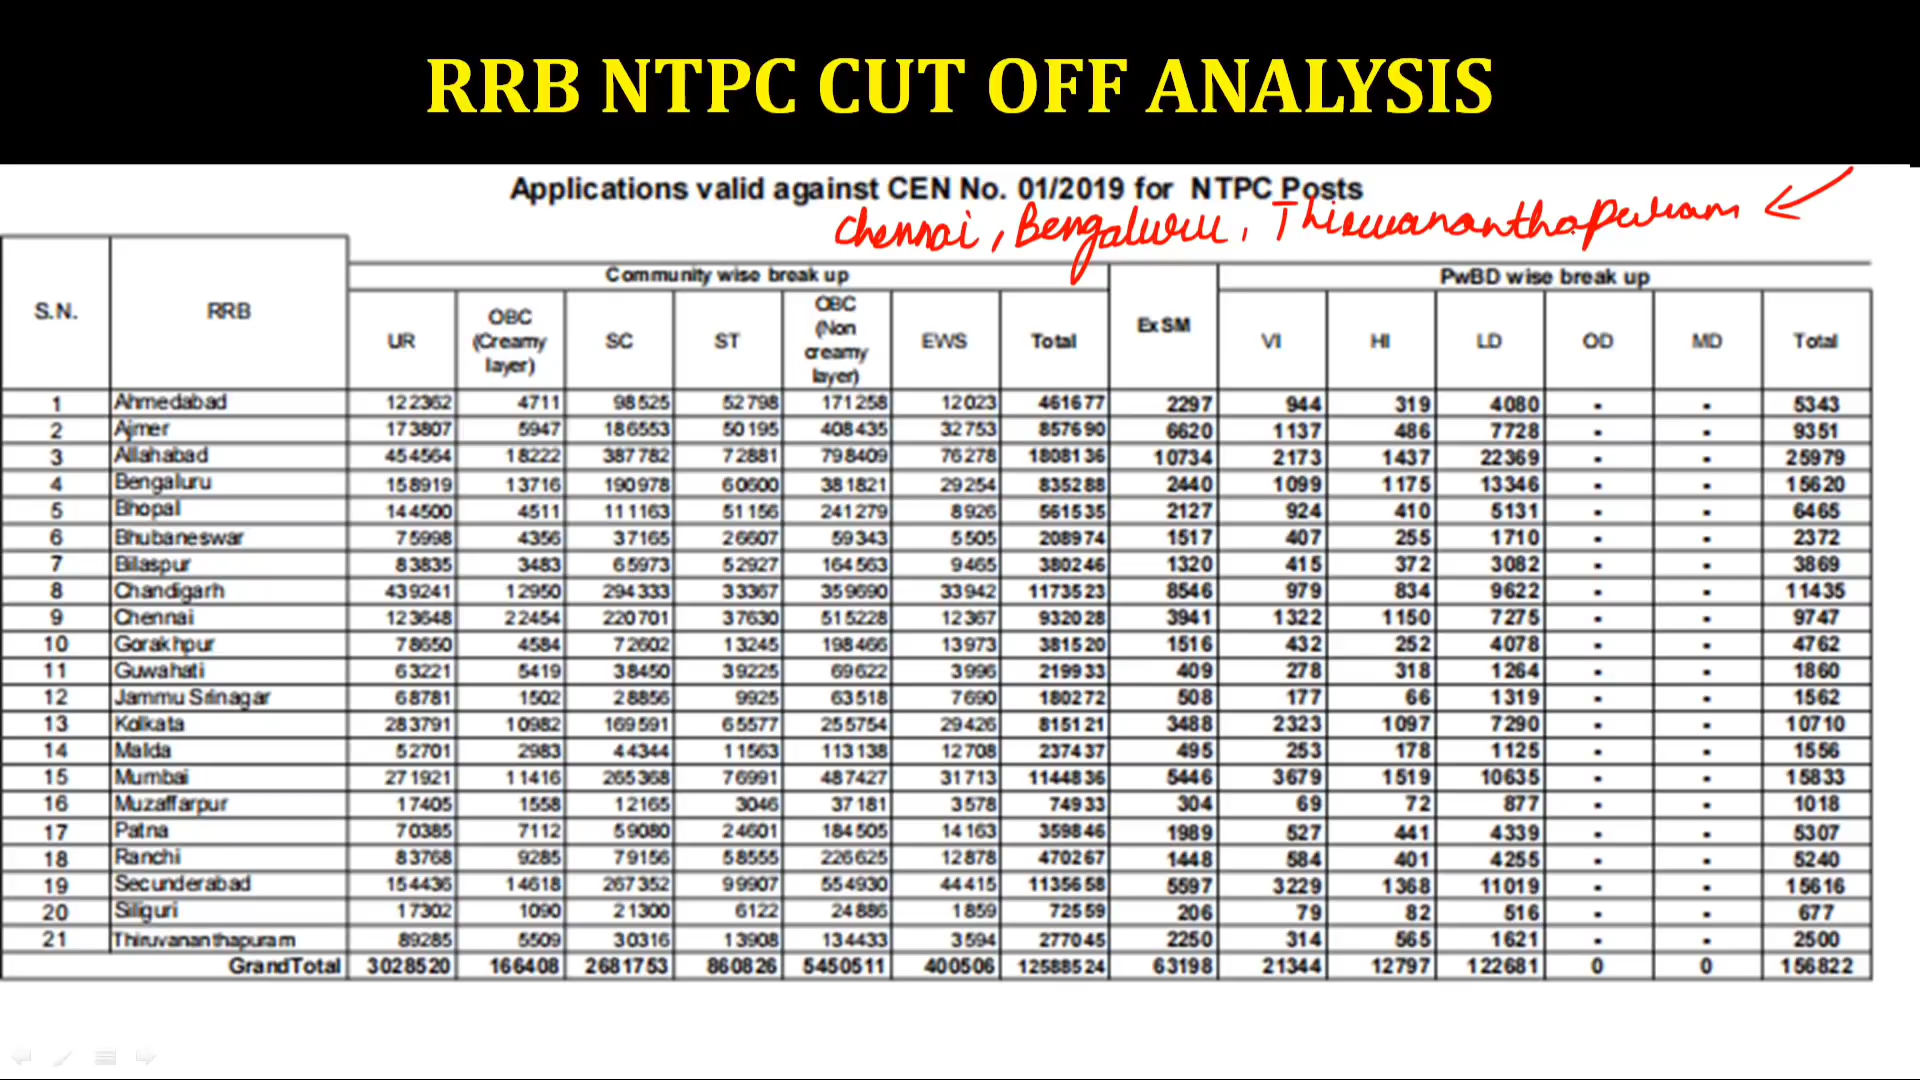 RRB NTPC CUT OFF ANALYSIS
Applications valid against CEN No. 01/2019 for NTPC Posts
Chennai, Bengaluru, Thiruvananthapuram
S.N. RRB Community wise break up Ex SM PwBD wise break up
UR OBC (Creamy layer) SC ST OBC (Non creamy layer) EWS Total VI HI LD OD MD Total
1 Ahmedabad 122362 4711 98525 52798 171258 12023 461677 2297 944 319 4080 - - 5343
2 Ajmer 173807 5947 186553 50195 408435 32753 857690 6620 1137 486 7728 - - 9351
3 Allahabad 454564 18222 387782 72881 798409 76278 1808136 10734 2173 1437 22369 - - 25979
4 Bengaluru 158919 13716 190978 60600 381821 29254 835288 2440 1099 1175 13346 - - 15620
5 Bhopal 144500 4511 111163 51156 241279 8926 561535 2127 924 410 5131 - - 6465
6 Bhubaneswar 75998 4356 37165 26607 59343 5505 208974 1517 407 255 1710 - - 2372
7 Bilaspur 83835 3483 65973 52927 164563 9465 380246 1320 415 372 3082 - - 3869
8 Chandigarh 439241 12950 294333 33367 359690 33942 1173523 8546 979 834 9622 - - 11435
9 Chennai 123648 22454 220701 37630 515228 12367 932028 3941 1322 1150 7275 - - 9747
10 Gorakhpur 78650 4584 72602 13245 198466 13973 381520 1516 432 252 4078 - - 4762
11 Guwahati 63221 5419 38450 39225 69622 3996 219933 409 278 318 1264 - - 1860
12 Jammu Srinagar 68781 1502 28856 9925 63518 7690 180272 508 177 66 1319 - - 1562
13 Kolkata 283791 10982 169591 65577 255754 29426 815121 3488 2323 1097 7290 - - 10710
14 Malda 52701 2983 44344 11563 113138 12708 237437 495 253 178 1125 - - 1556
15 Mumbai 271921 11416 265368 76991 487427 31713 1144836 5446 3679 1519 10635 - - 15833
16 Muzaffarpur 17405 1558 12165 3046 37181 3578 74933 304 69 72 877 - - 1018
17 Patna 70385 7112 59080 24601 184505 14163 359846 1989 527 441 4339 - - 5307
18 Ranchi 83768 9285 79156 58555 226625 12878 470267 1448 584 401 4255 - - 5240
19 Secunderabad 154436 14618 267352 99907 554930 44415 1135658 5597 3229 1368 11019 - - 15616
20 Siliguri 17302 1090 21300 6122 24886 1859 72559 206 79 82 516 - - 677
21 Thiruvananthapuram 89285 5509 30316 13908 134433 3594 277045 2250 314 565 1621 - - 2500
GrandTotal 3028520 166408 2681753 860826 5450511 400506 12588524 63198 21344 12797 122681 0 0 156822